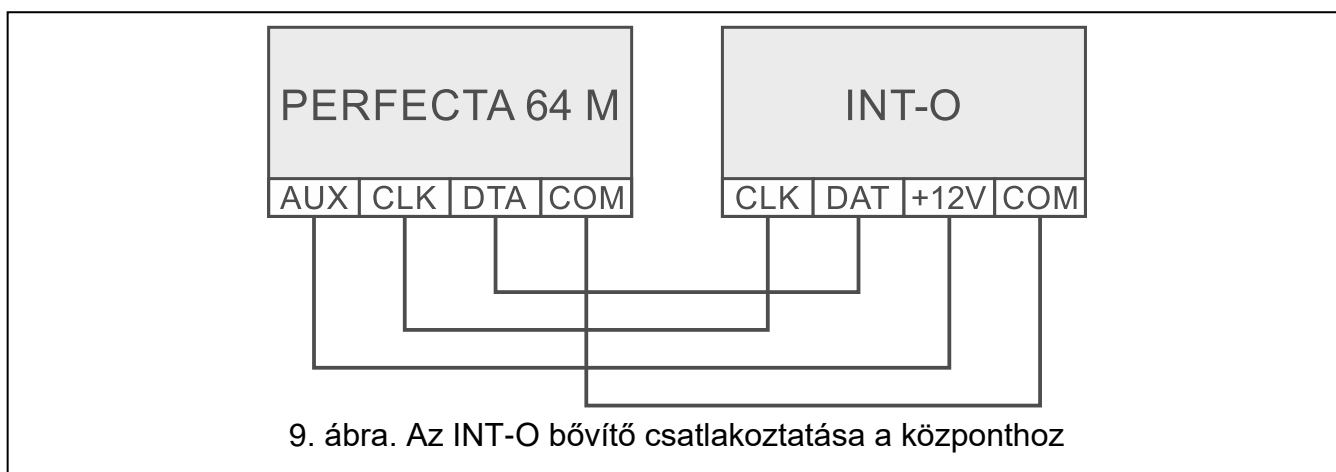 PERFECTA 64 M INT-O
AUX CLK DTA COM CLK DAT +12V COM
9. ábra. Az INT-O bővítő csatlakoztatása a központhoz